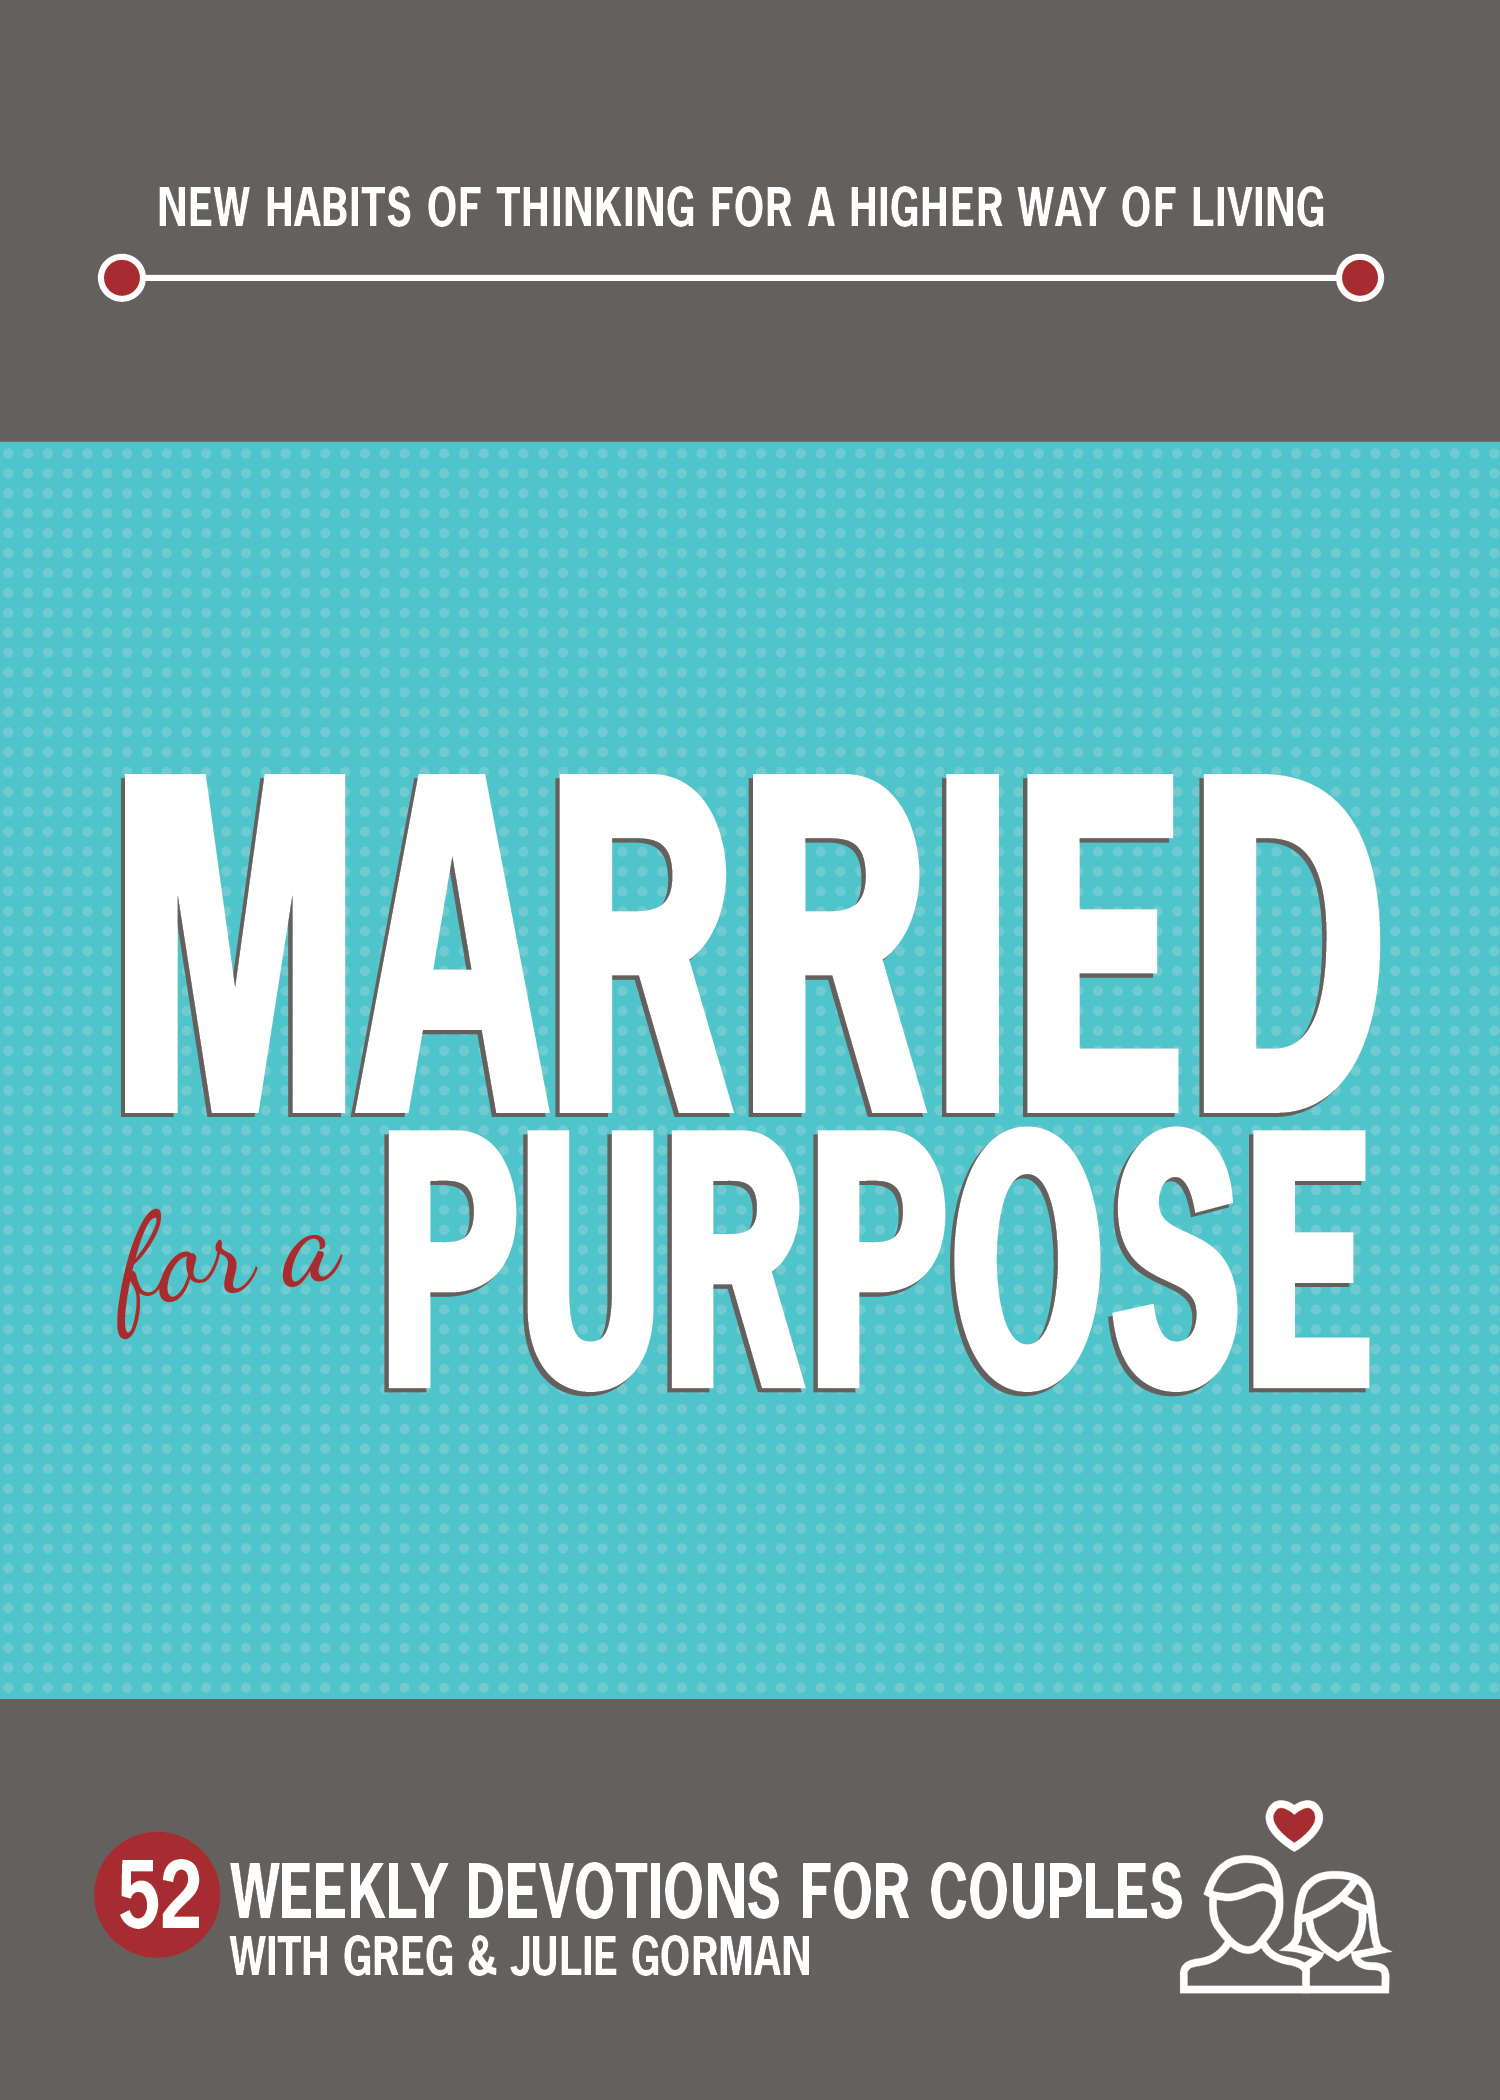 NEW HABITS OF THINKING FOR A HIGHER WAY OF LIVING
MARRIED
for a PURPOSE
52 WEEKLY DEVOTIONS FOR COUPLES
WITH GREG & JULIE GORMAN